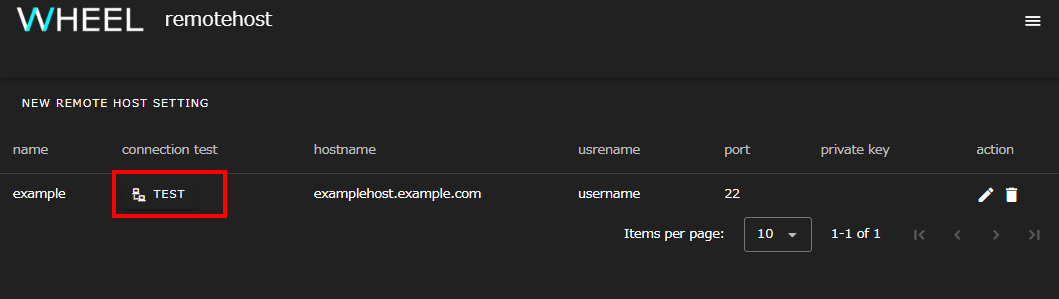 WHEEL remotehost
NEW REMOTE HOST SETTING
name connection test hostname usrename port private key action
example TEST examplehost.example.com username 22
Items per page: 10 1-1 of 1